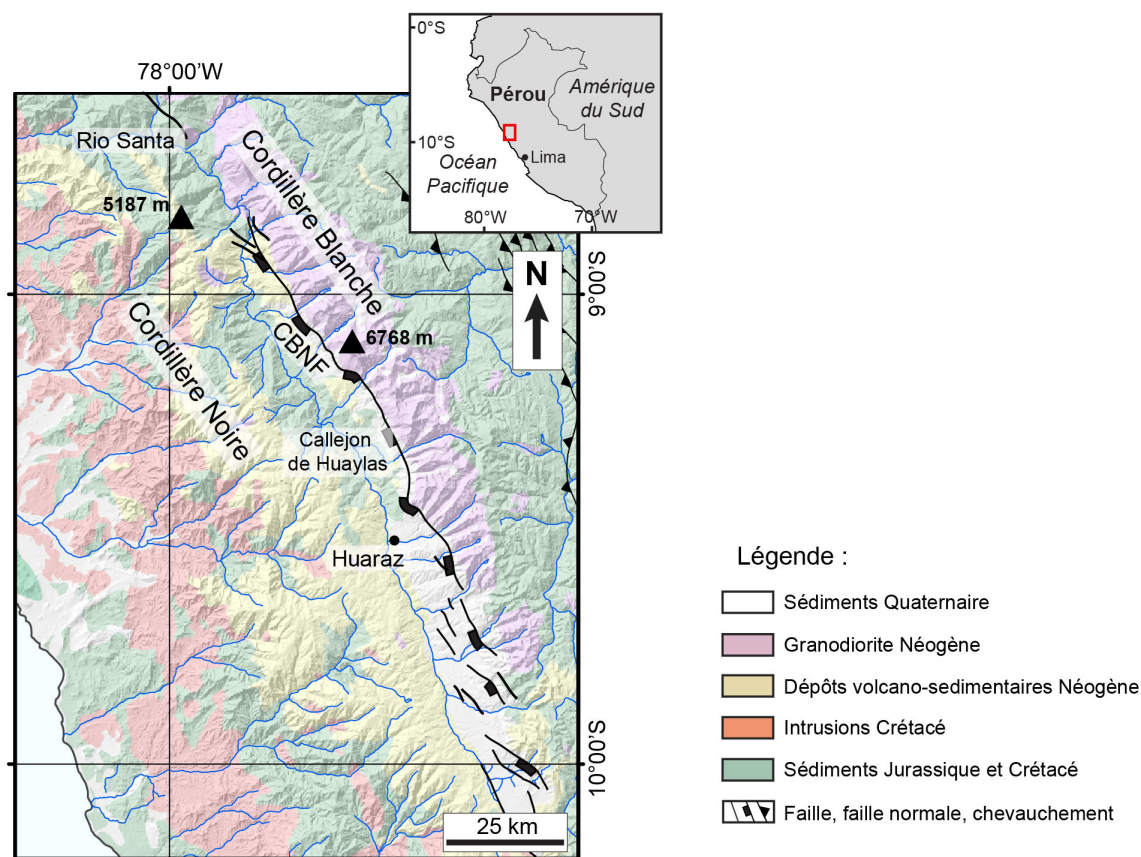 0°S
78°00'W
Pérou
Amérique
du Sud
10°S
Lima
Océan
Pacifique
80°W
70°W
Rio Santa
Cordillère Blanche
5187 m
N
9°00'S
Cordillère Noire
CBNF
6768 m
Callejon
de Huaylas
Huaraz
10°00'S
25 km
Légende :
Sédiments Quaternaire
Granodiorite Néogène
Dépôts volcano-sedimentaires Néogène
Intrusions Crétacé
Sédiments Jurassique et Crétacé
Faille, faille normale, chevauchement